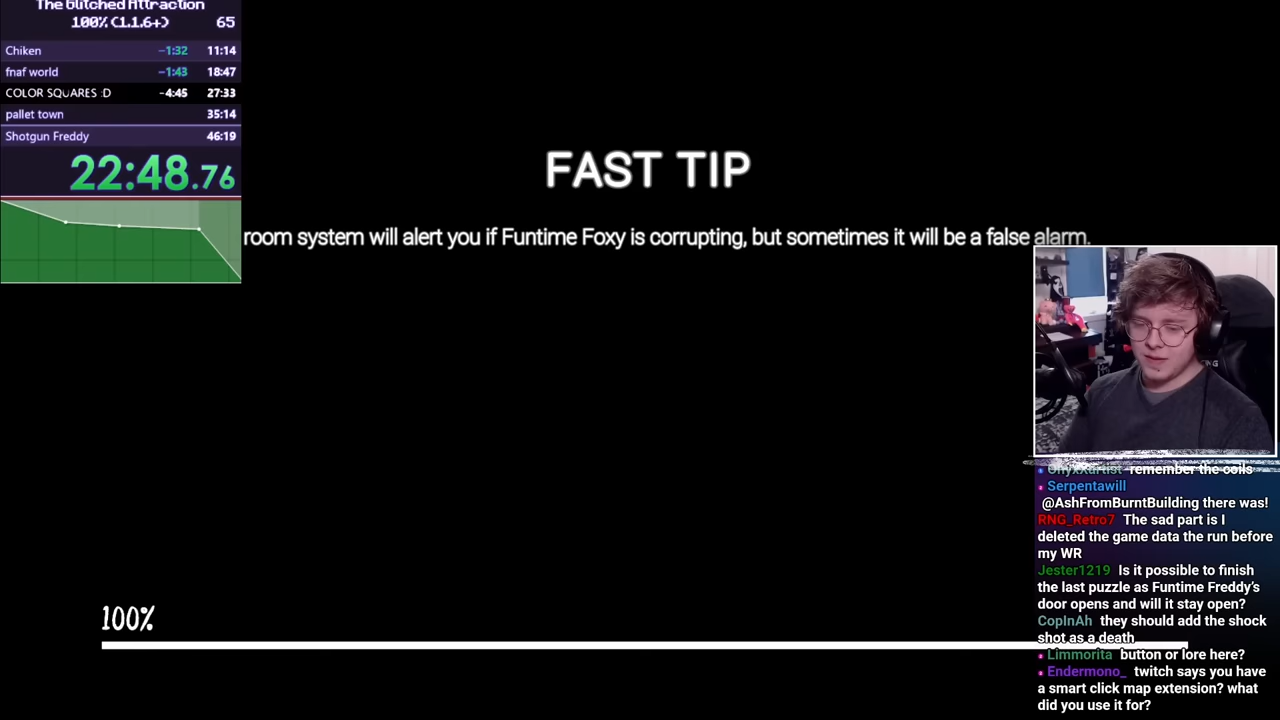 The Glitched Attraction
100% (1.1.6+) 65
Chiken -1:32 11:14
fnaf world -1:43 18:47
COLOR SQUARES :D -4:45 27:33
pallet town 35:14
Shotgun Freddy 46:19
22:48.76
FAST TIP
room system will alert you if Funtime Foxy is corrupting, but sometimes it will be a false alarm.
remember the coils
Serpentawill
@AshFromBurntBuilding there was!
RNG_Retro7 The sad part is I
deleted the game data the run before
my WR
Jester1219 Is it possible to finish
the last puzzle as Funtime Freddy's
door opens and will it stay open?
CopInAh they should add the shock
shot as a death
Limmorita button or lore here?
Endermono_ twitch says you have
a smart click map extension? what
did you use it for?
100%